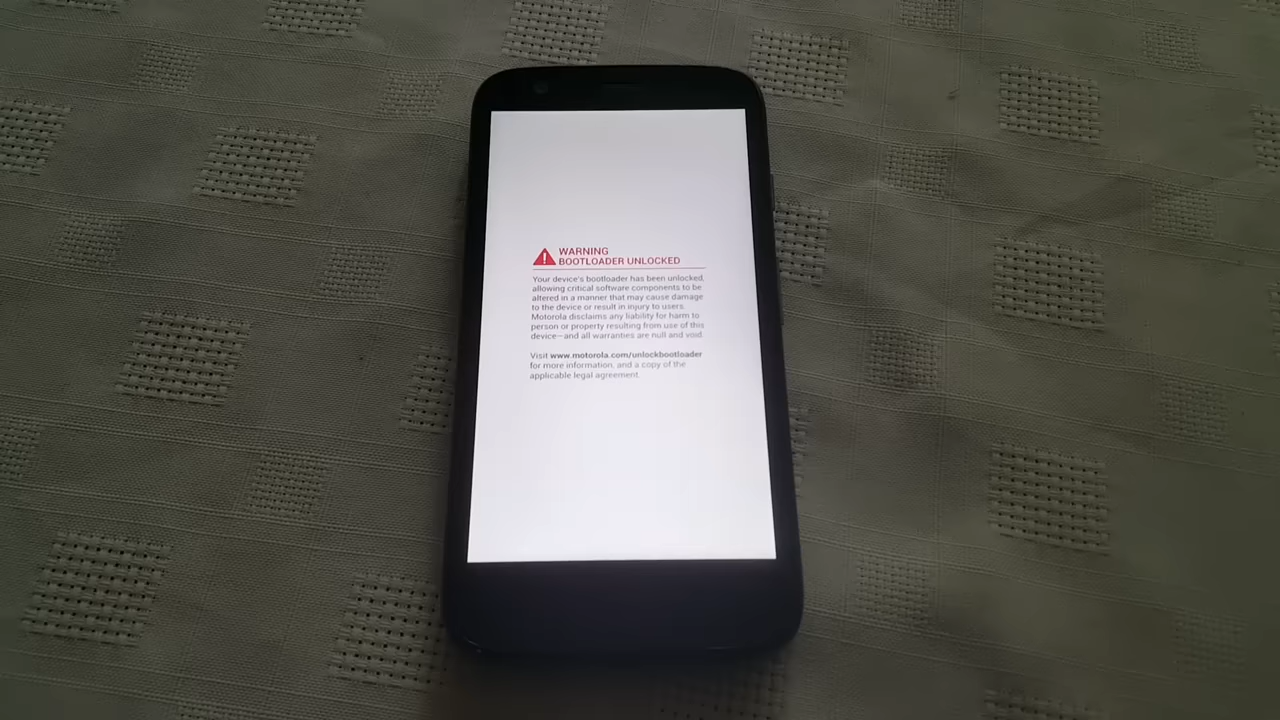 WARNING
BOOTLOADER UNLOCKED
Your device's bootloader has been unlocked,
allowing critical software components to be
altered in a manner that may cause damage
to the device or result in injury to users.
Motorola disclaims any liability for harm to
person or property resulting from use of this
device—and all warranties are null and void.
Visit www.motorola.com/unlockbootloader
for more information, and a copy of the
applicable legal agreement.